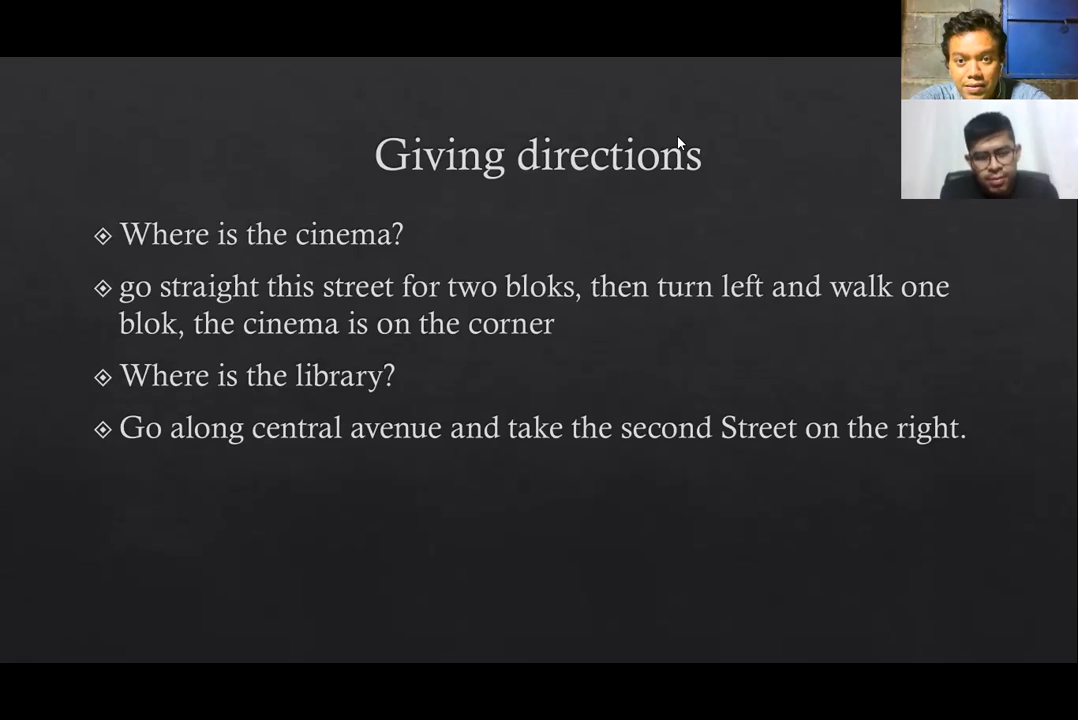 Giving directions
Where is the cinema?
go straight this street for two bloks, then turn left and walk one
blok, the cinema is on the corner
Where is the library?
Go along central avenue and take the second Street on the right.